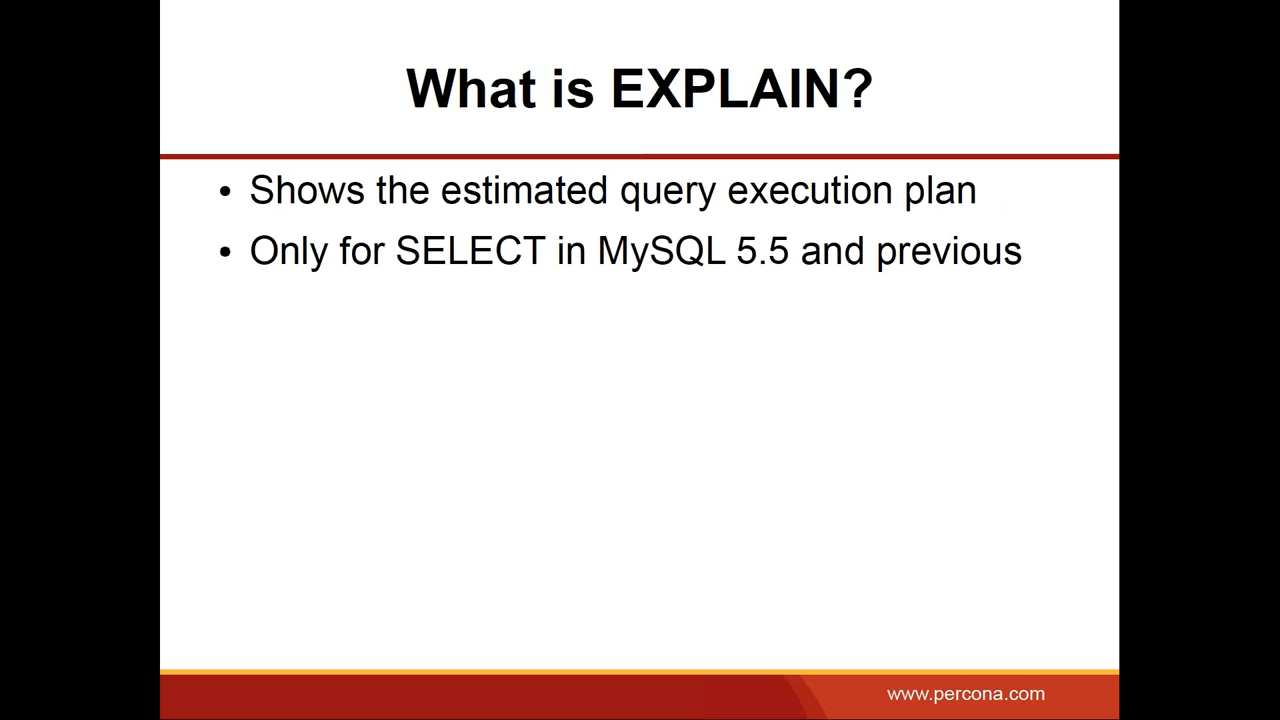 What is EXPLAIN?
• Shows the estimated query execution plan
• Only for SELECT in MySQL 5.5 and previous
www.percona.com